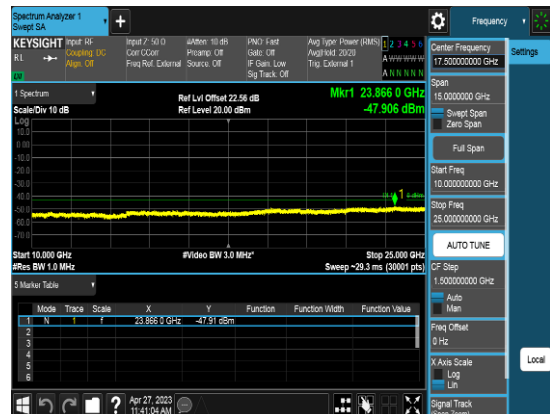 Spectrum Analyzer 1
Swept SA
Frequency
KEYSIGHT
Input: RF
Coupling: DC
Align: Off
Input Z: 50 Ω
Corr CCorr
Freq Ref: External
#Atten: 10 dB
Preamp: Off
Source: Off
PNO: Fast
Gate: Off
IF Gain: Low
Sig Track: Off
Avg Type: Power (RMS)
Avg|Hold: 20/20
Trig: External 1
1 2 3 4 5 6
A W W W W W
A N N N N N
1 Spectrum
Scale/Div 10 dB
Ref Lvl Offset 22.56 dB
Ref Level 20.00 dBm
Mkr1 23.866 0 GHz
-47.906 dBm
Log
10.0
0.00
-10.0
-20.0
-30.0
-40.0
-50.0
-60.0
-70.0
1
Start 10.000 GHz
#Res BW 1.0 MHz
#Video BW 3.0 MHz*
Stop 25.000 GHz
Sweep ~29.3 ms (30001 pts)
5 Marker Table
Mode Trace Scale X Y Function Function Width Function Value
1 N 1 f 23.866 0 GHz -47.91 dBm
2
3
4
5
6
Apr 27, 2023
11:41:04 AM
Center Frequency
17.500000000 GHz
Span
15.0000000 GHz
Swept Span
Zero Span
Full Span
Start Freq
10.000000000 GHz
Stop Freq
25.000000000 GHz
AUTO TUNE
CF Step
1.500000000 GHz
Auto
Man
Freq Offset
0 Hz
X Axis Scale
Log
Lin
Signal Track
Settings
Local